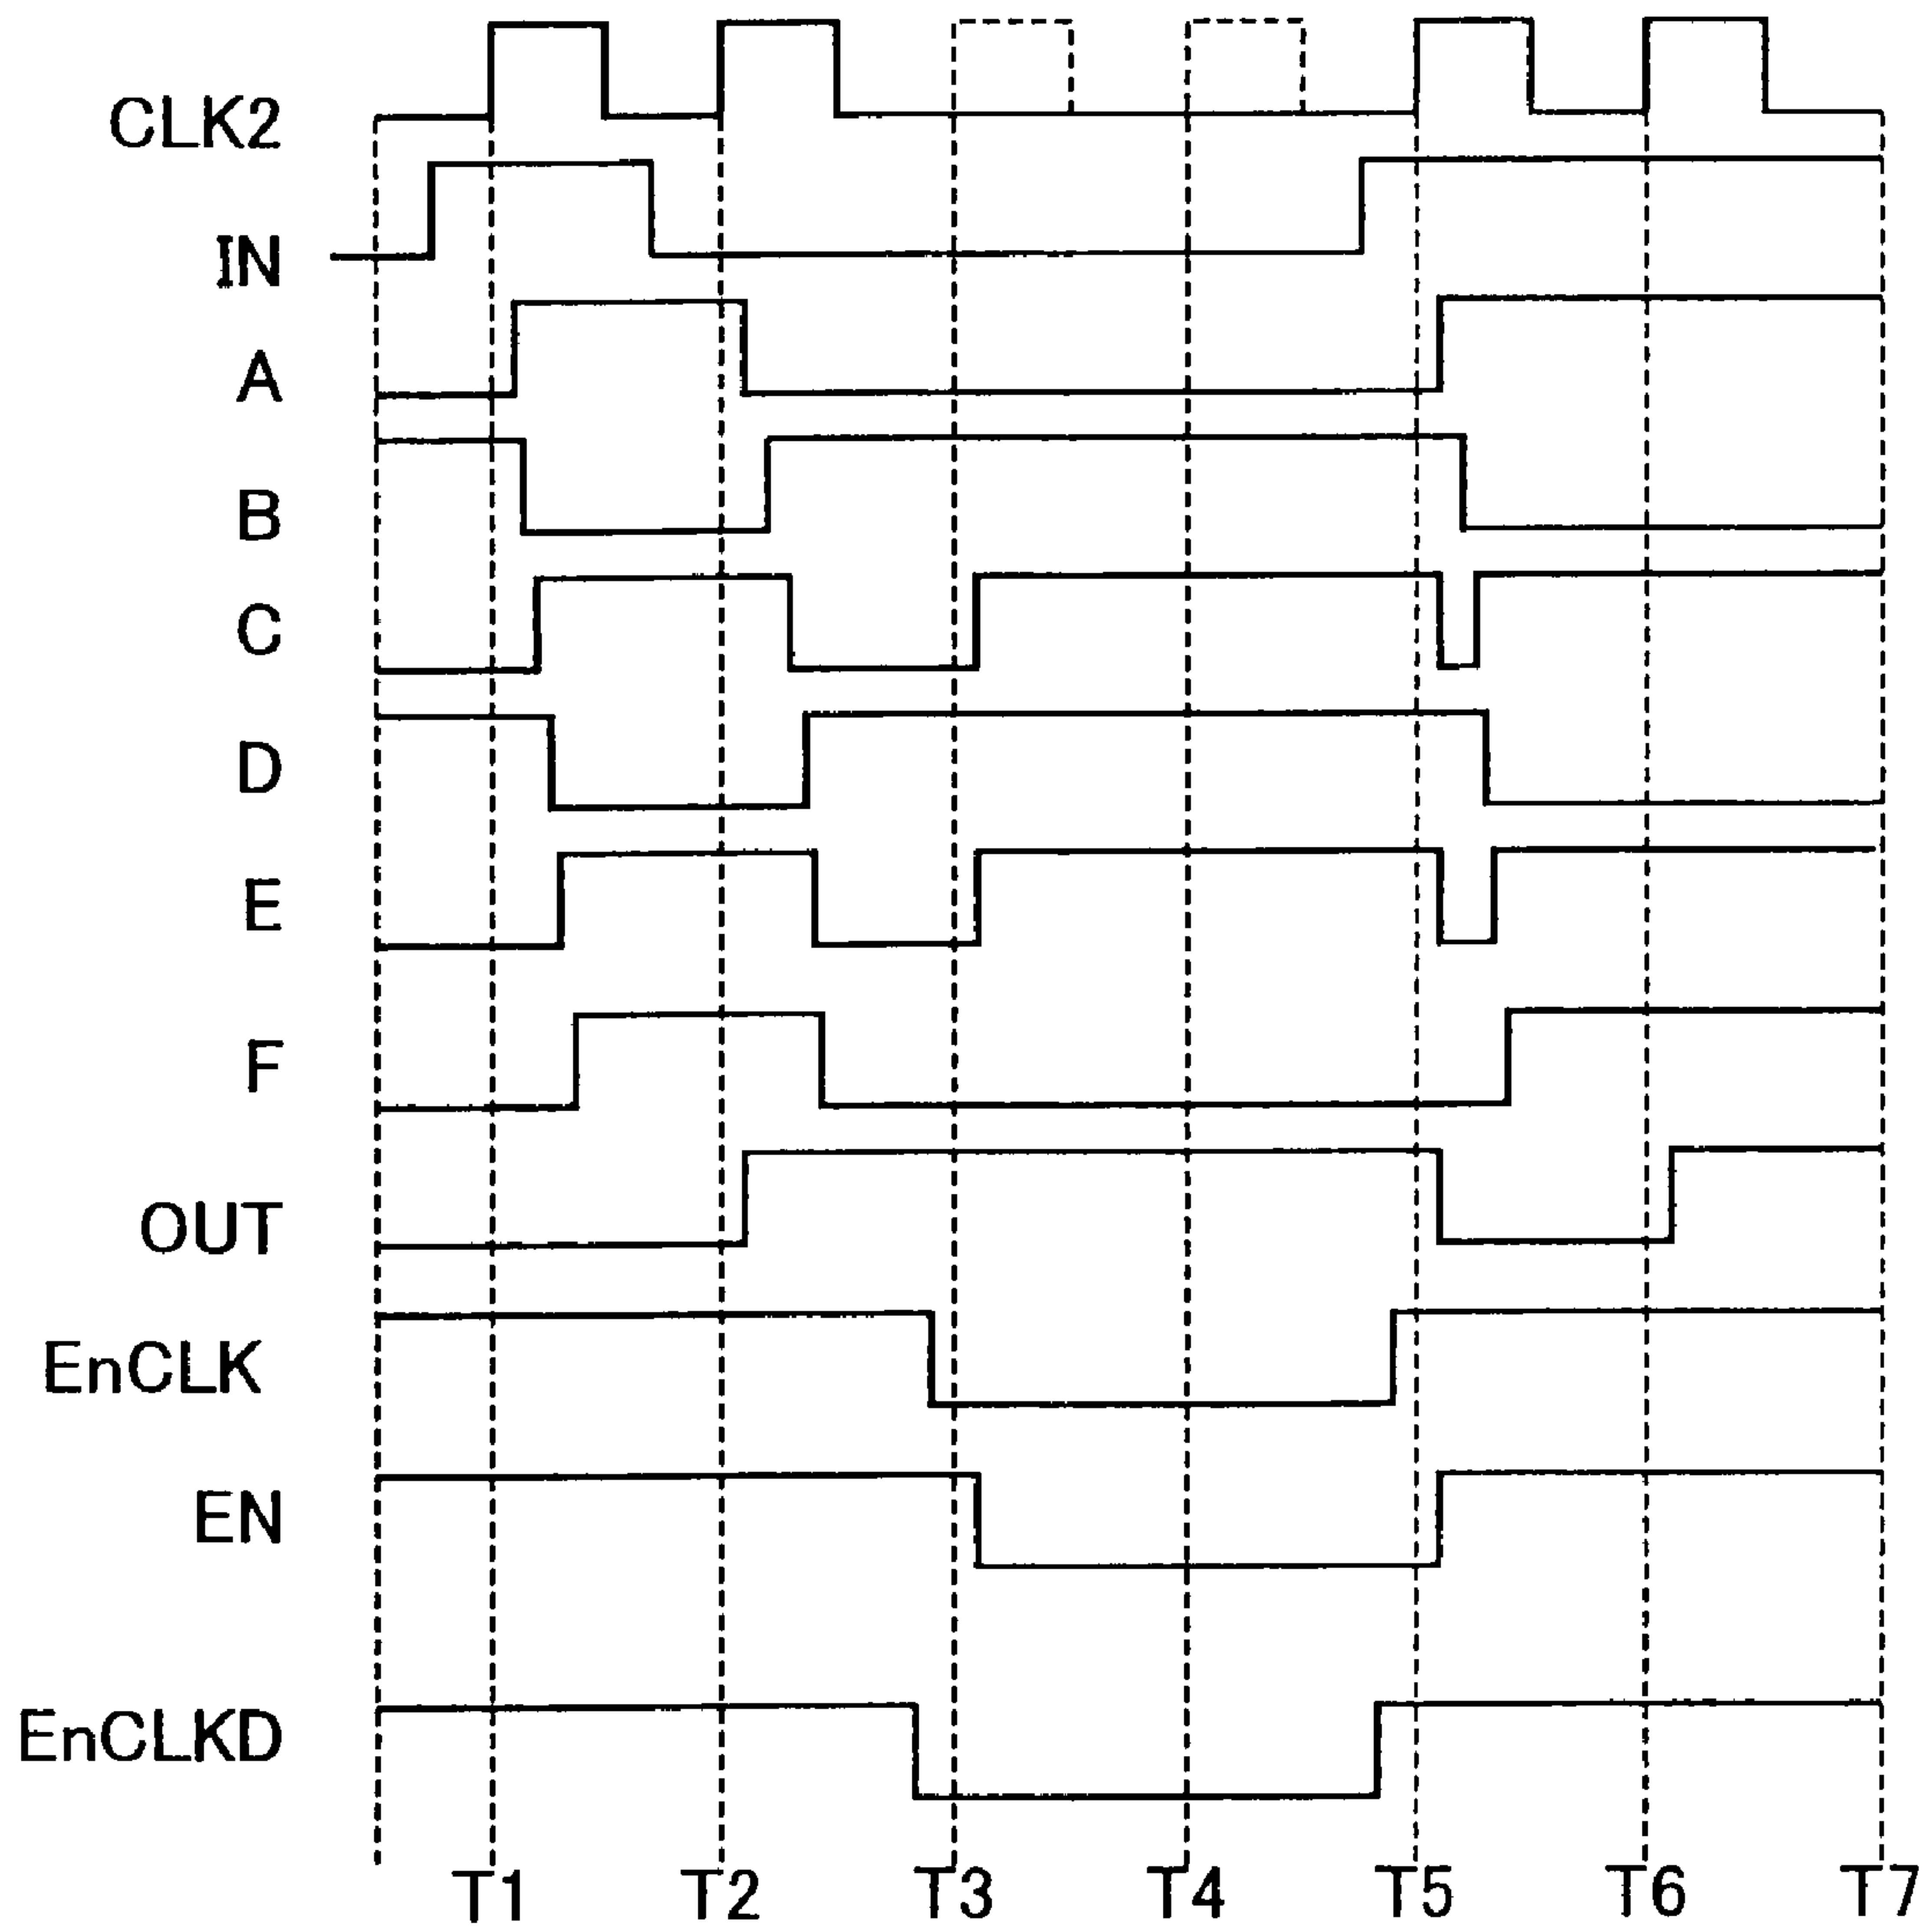 CLK2
IN
A
B
C
D
E
F
OUT
EnCLK
EN
EnCLKD
T1 T2 T3 T4 T5 T6 T7